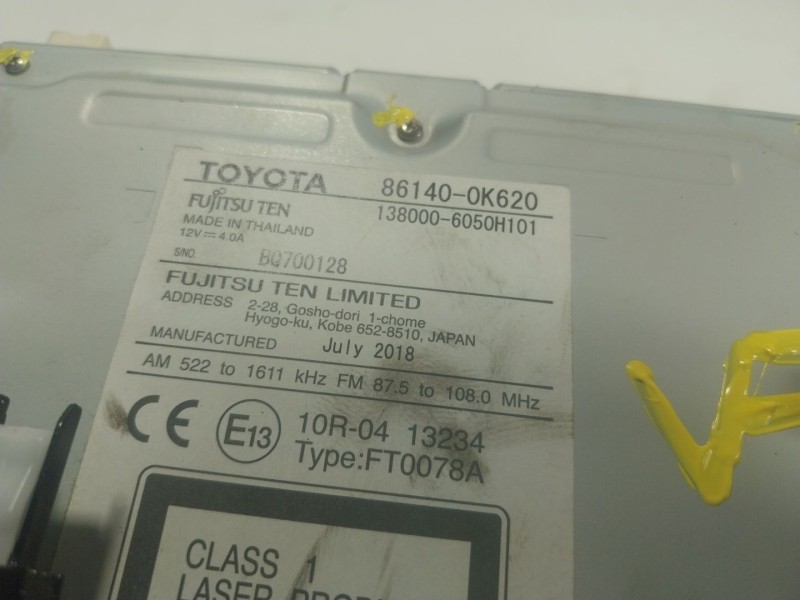 TOYOTA 86140-0K620
FUJITSU TEN 138000-6050H101
MADE IN THAILAND
12V⎓4.0A
S/NO. BQ700128
FUJITSU TEN LIMITED
ADDRESS 2-28, Gosho-dori 1-chome
Hyogo-ku, Kobe 652-8510, JAPAN
MANUFACTURED July 2018
AM 522 to 1611 kHz FM 87.5 to 108.0 MHz
CE E13 10R-04 13234
Type:FT0078A
CLASS 1
LASER